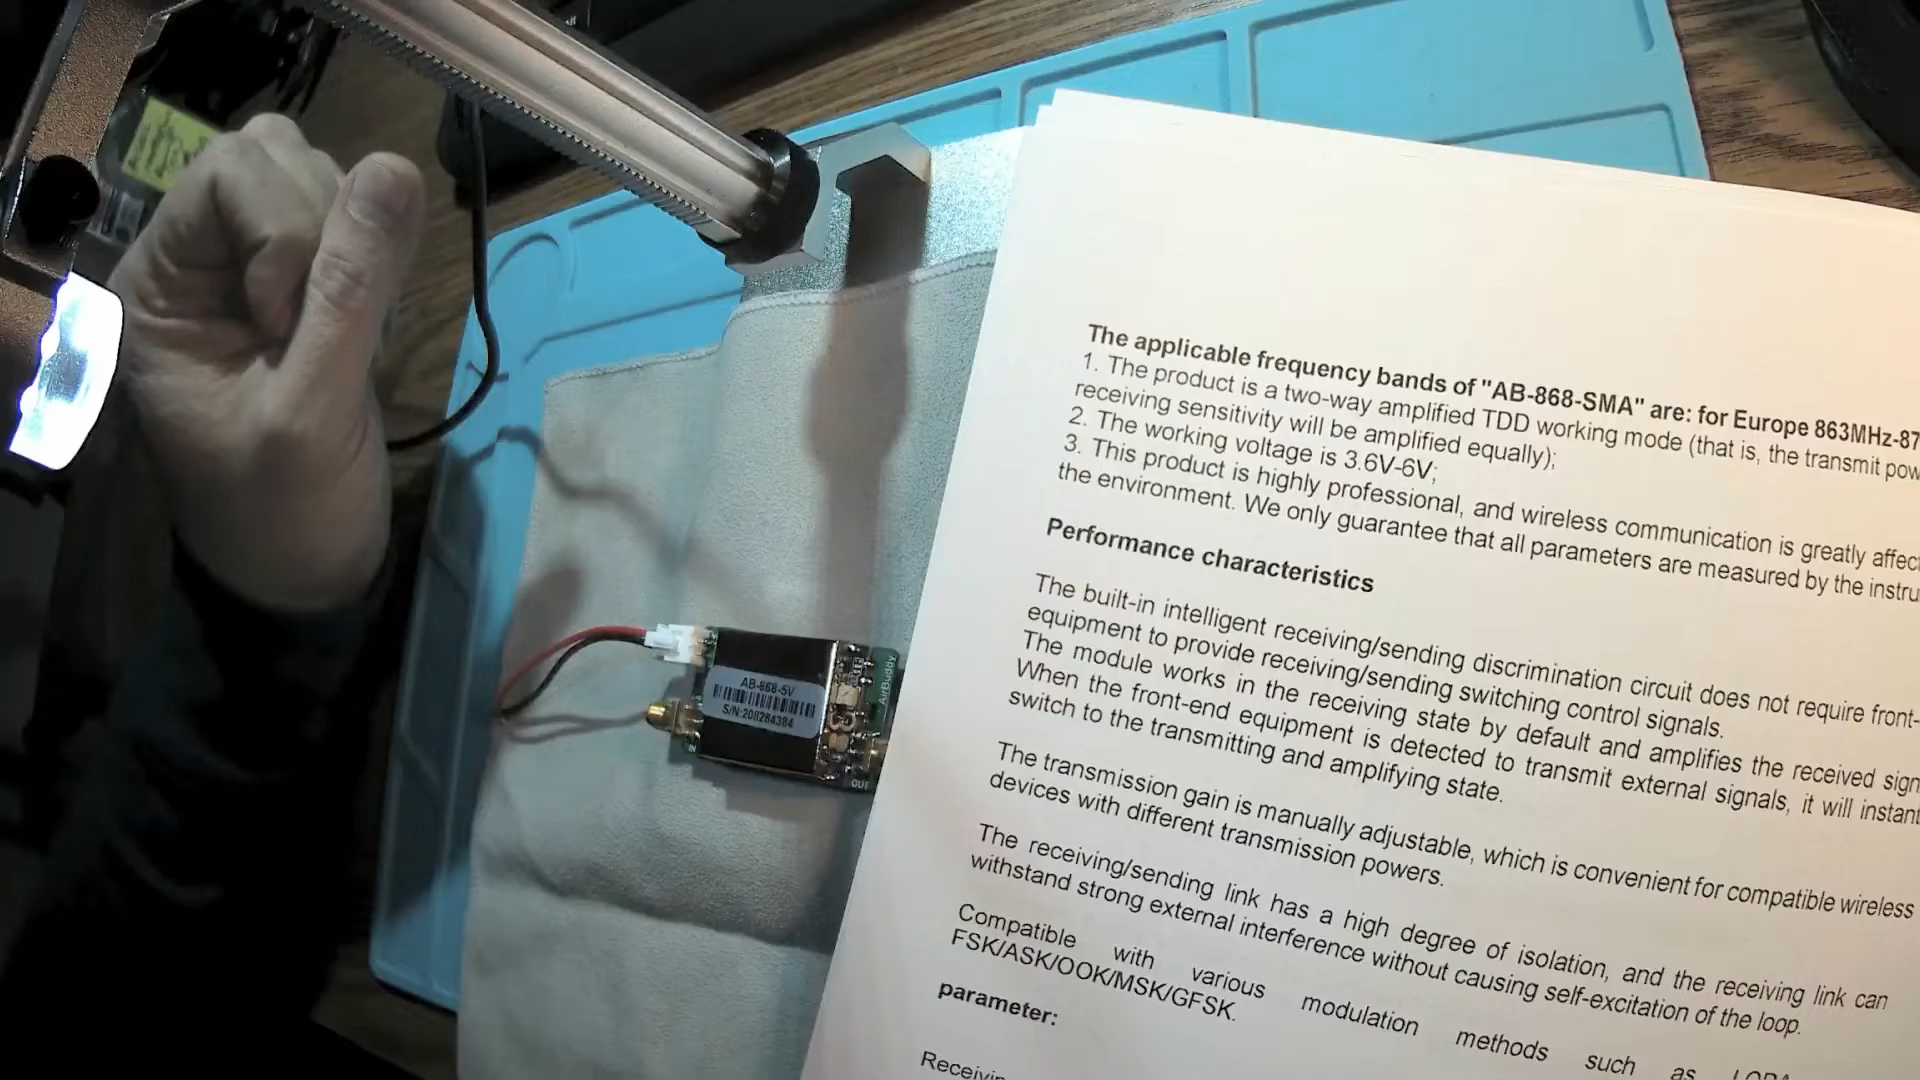 The applicable frequency bands of "AB-868-SMA" are: for Europe 863MHz-87
1. The product is a two-way amplified TDD working mode (that is, the transmit pow
receiving sensitivity will be amplified equally);
2. The working voltage is 3.6V-6V;
3. This product is highly professional, and wireless communication is greatly affect
the environment. We only guarantee that all parameters are measured by the instru
Performance characteristics
The built-in intelligent receiving/sending discrimination circuit does not require front-
equipment to provide receiving/sending switching control signals.
The module works in the receiving state by default and amplifies the received sign
When the front-end equipment is detected to transmit external signals, it will instant
switch to the transmitting and amplifying state.
The transmission gain is manually adjustable, which is convenient for compatible wireless
devices with different transmission powers.
The receiving/sending link has a high degree of isolation, and the receiving link can
withstand strong external interference without causing self-excitation of the loop.
Compatible with various modulation methods such as LORA
FSK/ASK/OOK/MSK/GFSK.
parameter:
Receivin
AB-868-5V
S/N:200264384
AirBuddy
IN
OUT